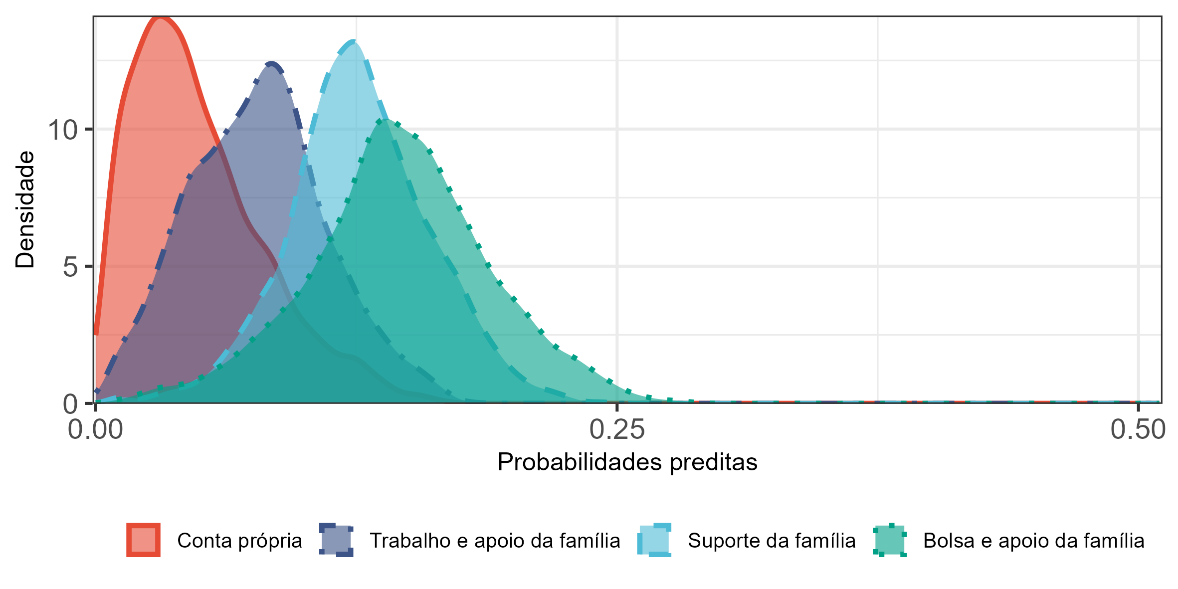 Densidade
10
5
0
0.00 0.25 0.50
Probabilidades preditas
Conta própria Trabalho e apoio da família Suporte da família Bolsa e apoio da família